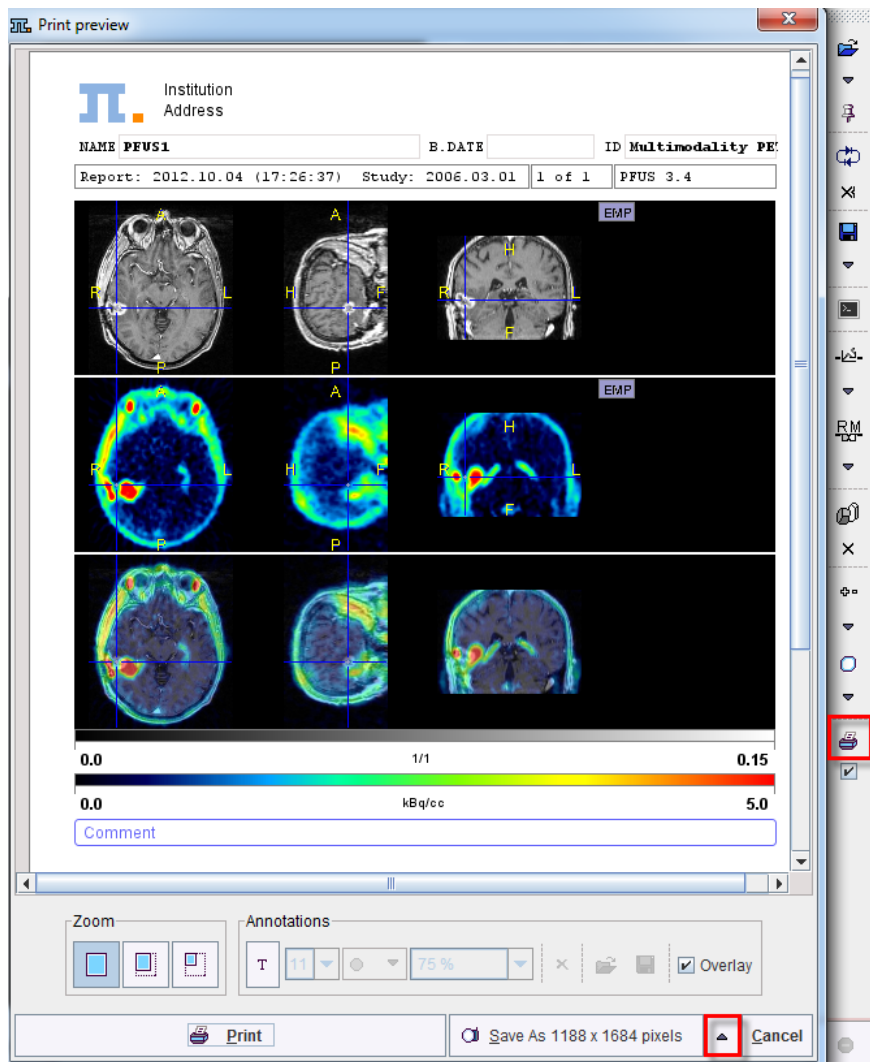 Print preview
Institution
Address
NAME PFUS1 B.DATE ID Multimodality PE
Report: 2012.10.04 (17:26:37) Study: 2006.03.01 1 of 1 PFUS 3.4
A A EMP
H
R L H F R L
F
P P
A A EMP
H
R L H F R L
F
P P
0.0 1/1 0.15
0.0 kBq/cc 5.0
Comment
Zoom Annotations
T 11 75 % Overlay
Print Save As 1188 x 1684 pixels Cancel
RM